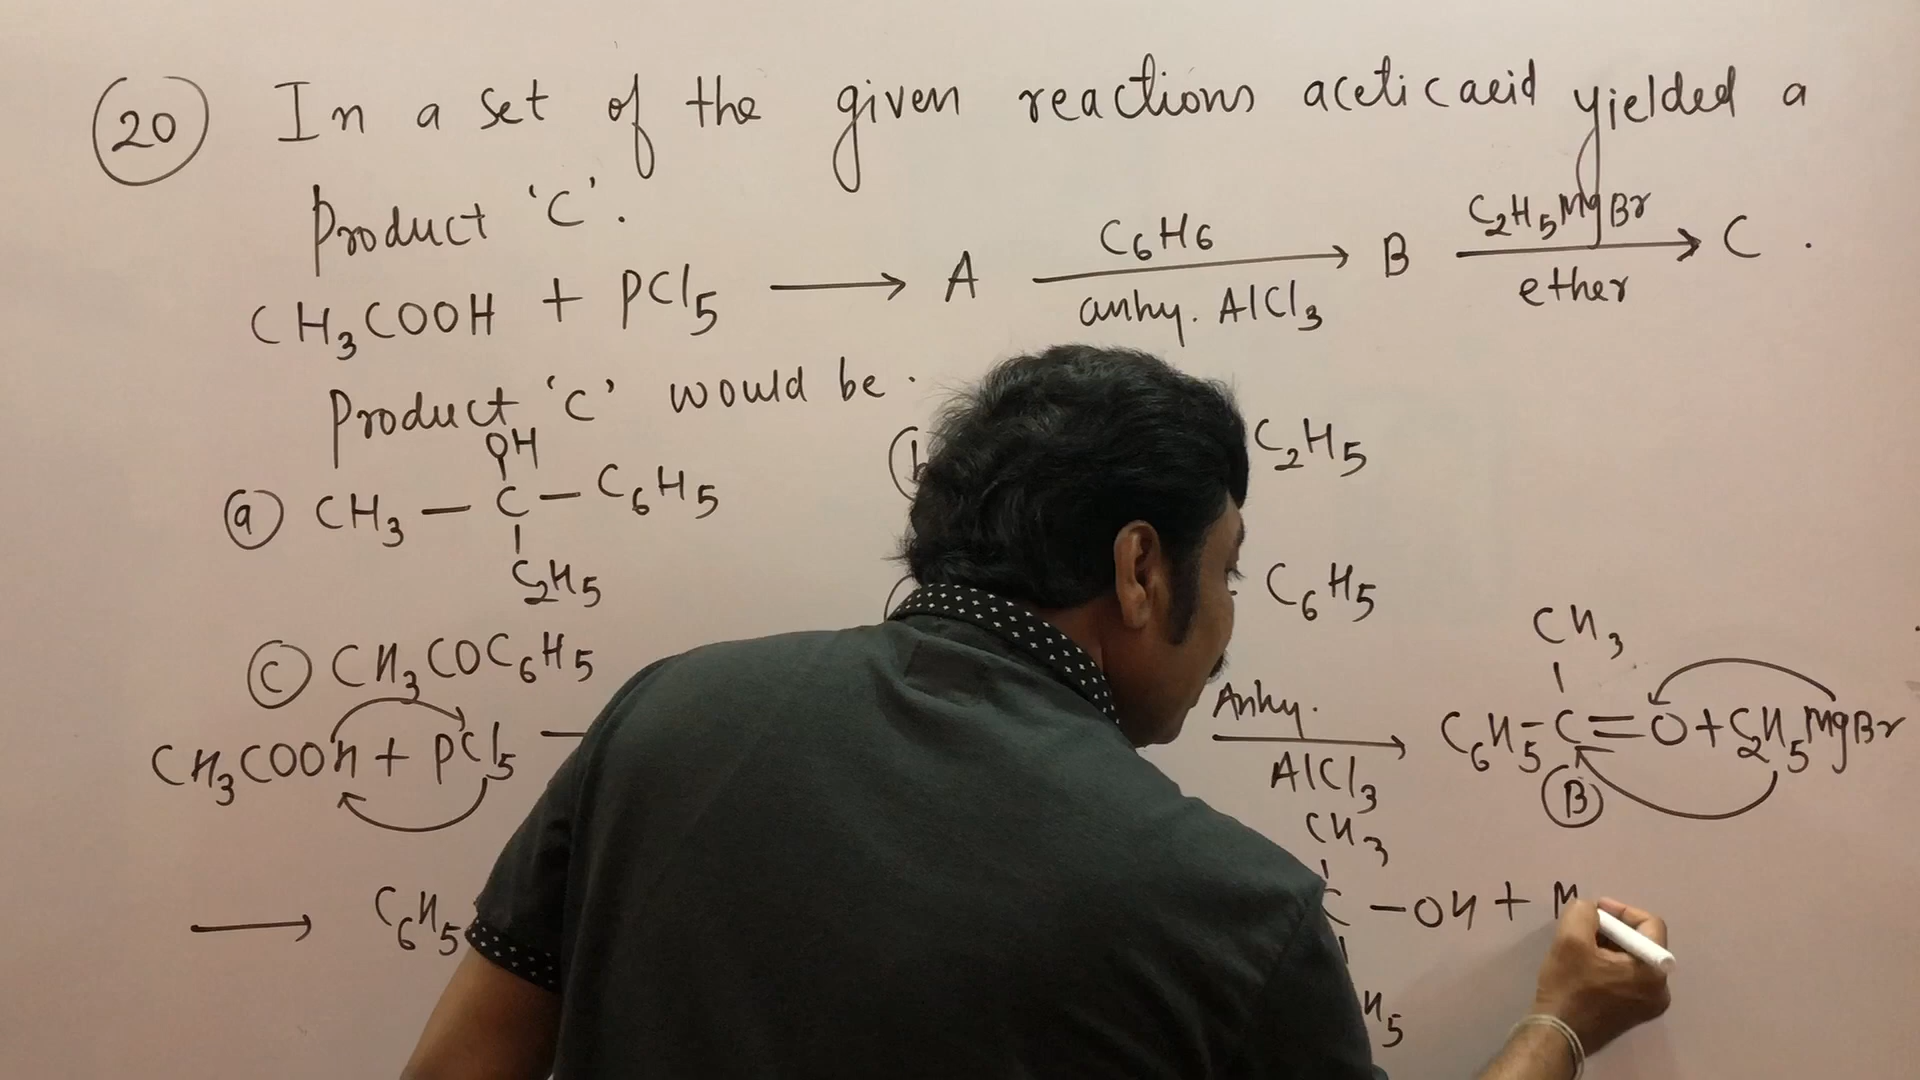 20 In a set of the given reactions acetic acid yielded a
Product 'C'.
CH3COOH + PCl5 ⟶ A C6H6 ⟶ anhy. AlCl3 B C2H5MgBr ⟶ ether C .
Product 'C' would be.
OH
a CH3 — C — C6H5
C2H5
C2H5
C6H5
c CH3COC6H5
CH3COOH + PCl5 —
Anhy. ⟶ AlCl3
CH3
C6H5-C=O+C2H5MgBr
B
⟶ C6H5
CH3
C -OH + M
H5